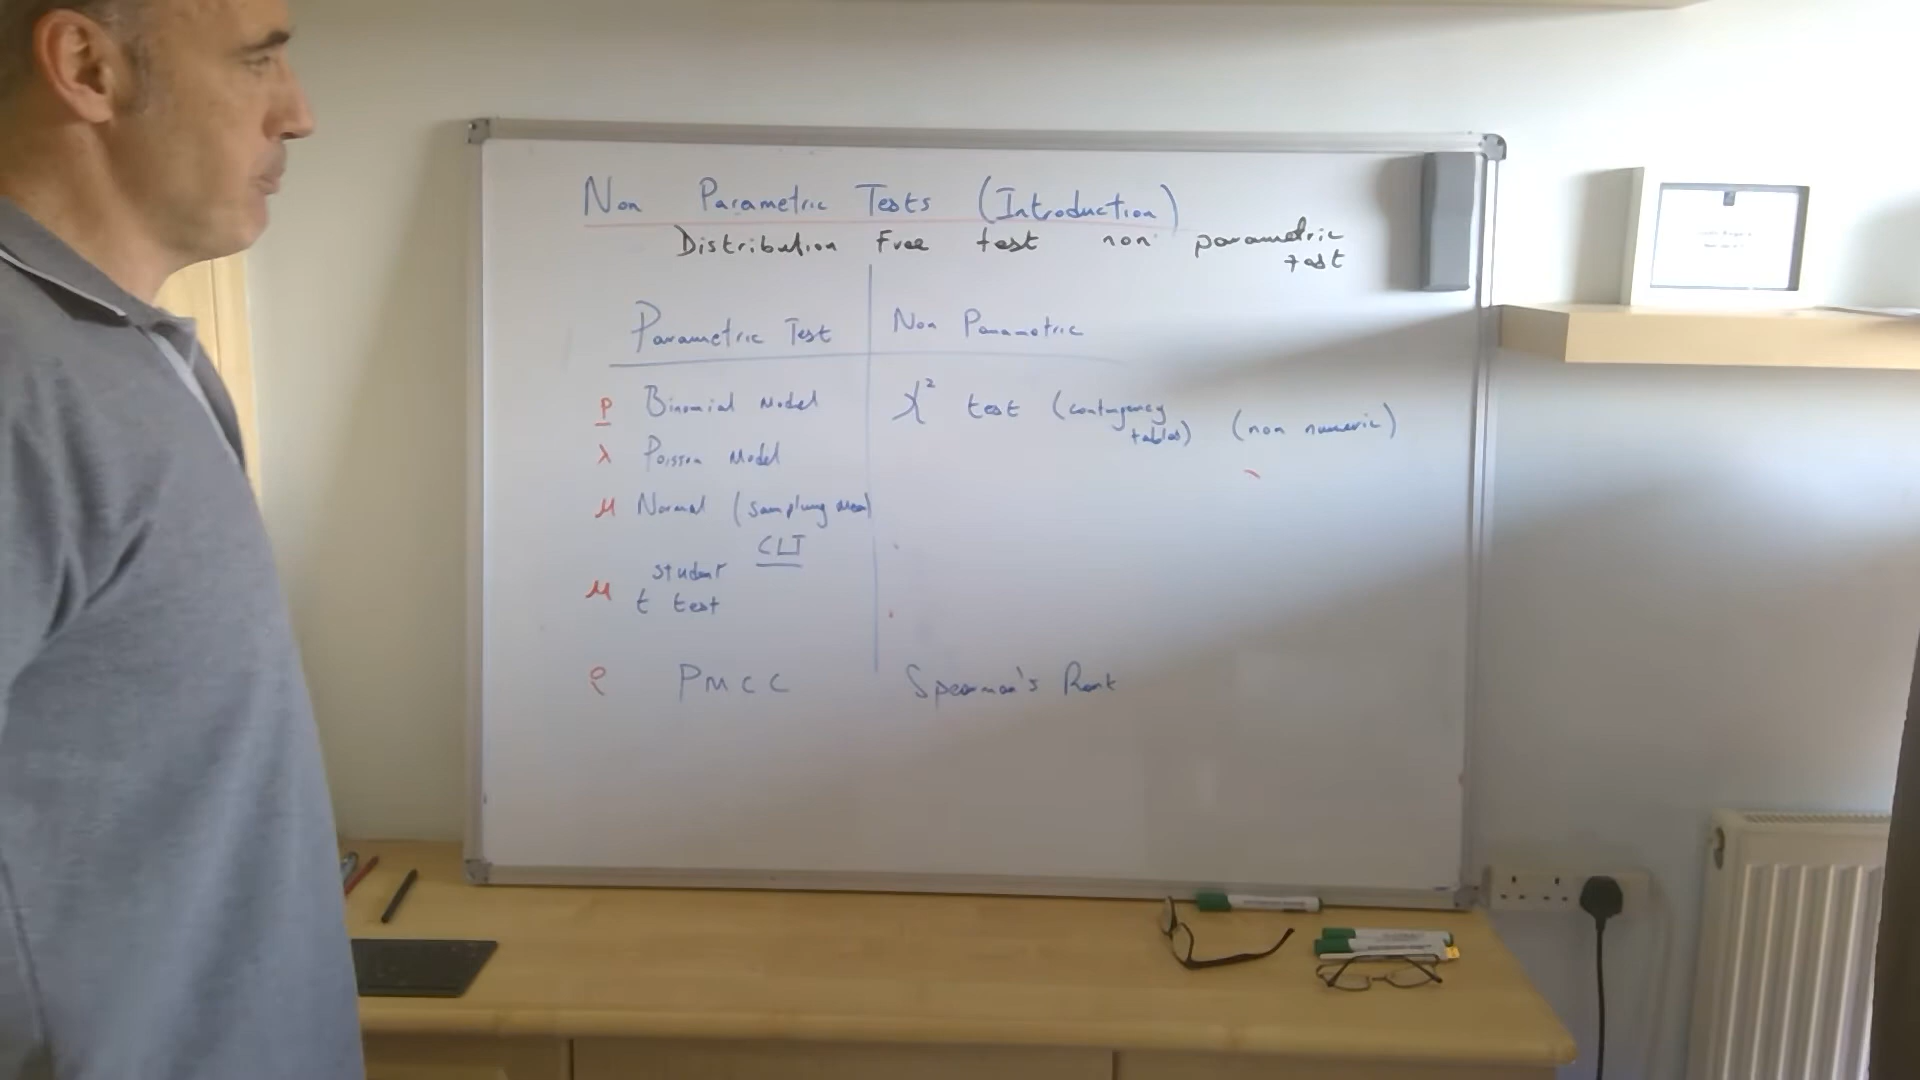 Non Parametric Tests (Introduction)
Distribution Free test non parametric
test
Parametric Test
Non Parametric
p Binomial Model
χ² test (contingency
tables) (non numeric)
λ Poisson Model
μ Normal (sampling mean)
CLT
student
μ t test
ρ PMCC
Spearman's Rank